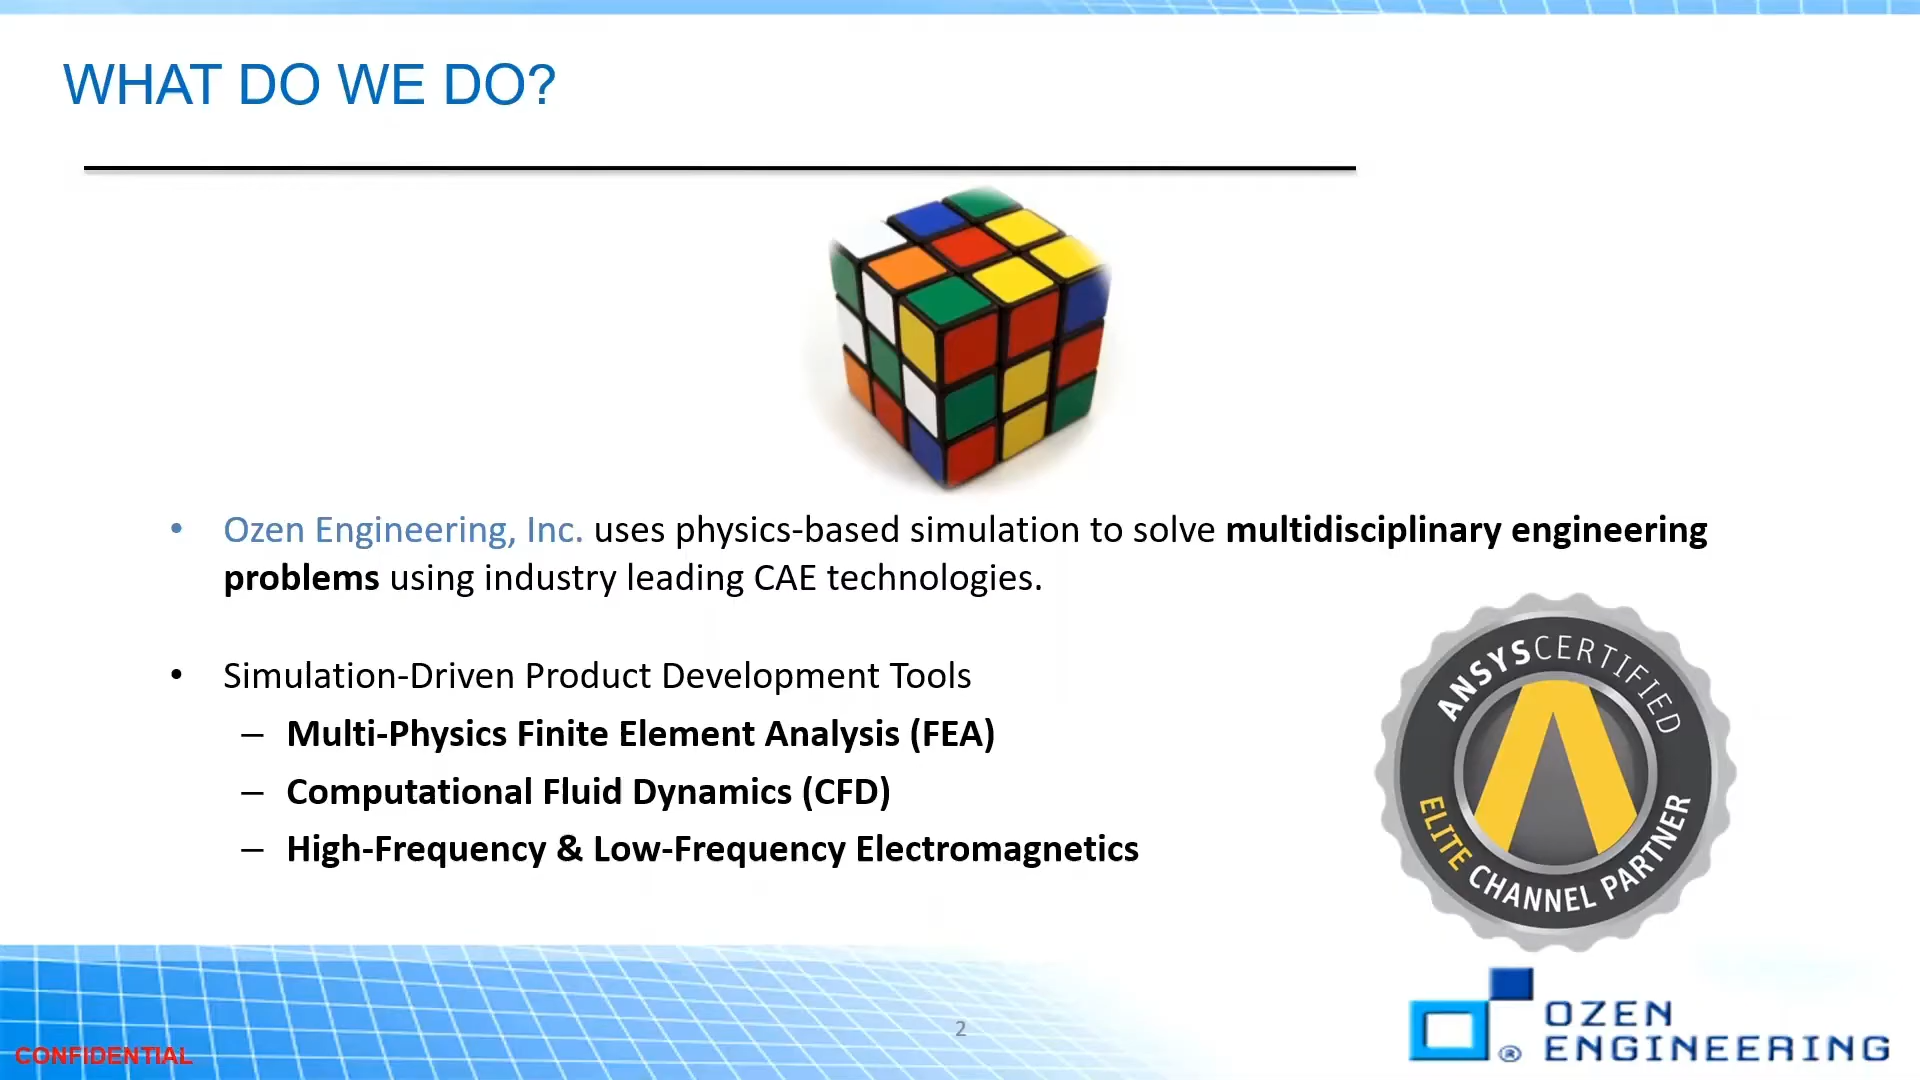 WHAT DO WE DO?
• Ozen Engineering, Inc. uses physics-based simulation to solve multidisciplinary engineering
problems using industry leading CAE technologies.
• Simulation-Driven Product Development Tools
– Multi-Physics Finite Element Analysis (FEA)
– Computational Fluid Dynamics (CFD)
– High-Frequency & Low-Frequency Electromagnetics
ANSYS CERTIFIED
ELITE CHANNEL PARTNER
2
CONFIDENTIAL
OZEN
® ENGINEERING